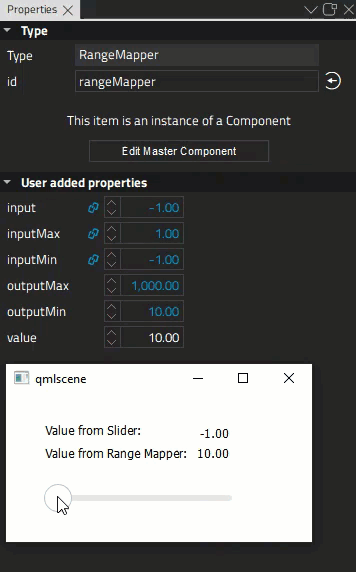 Properties
Type
Type RangeMapper
id rangeMapper
This item is an instance of a Component
Edit Master Component
User added properties
input -1.00
inputMax 1.00
inputMin -1.00
outputMax 1,000.00
outputMin 10.00
value 10.00
qmlscene
Value from Slider: -1.00
Value from Range Mapper: 10.00